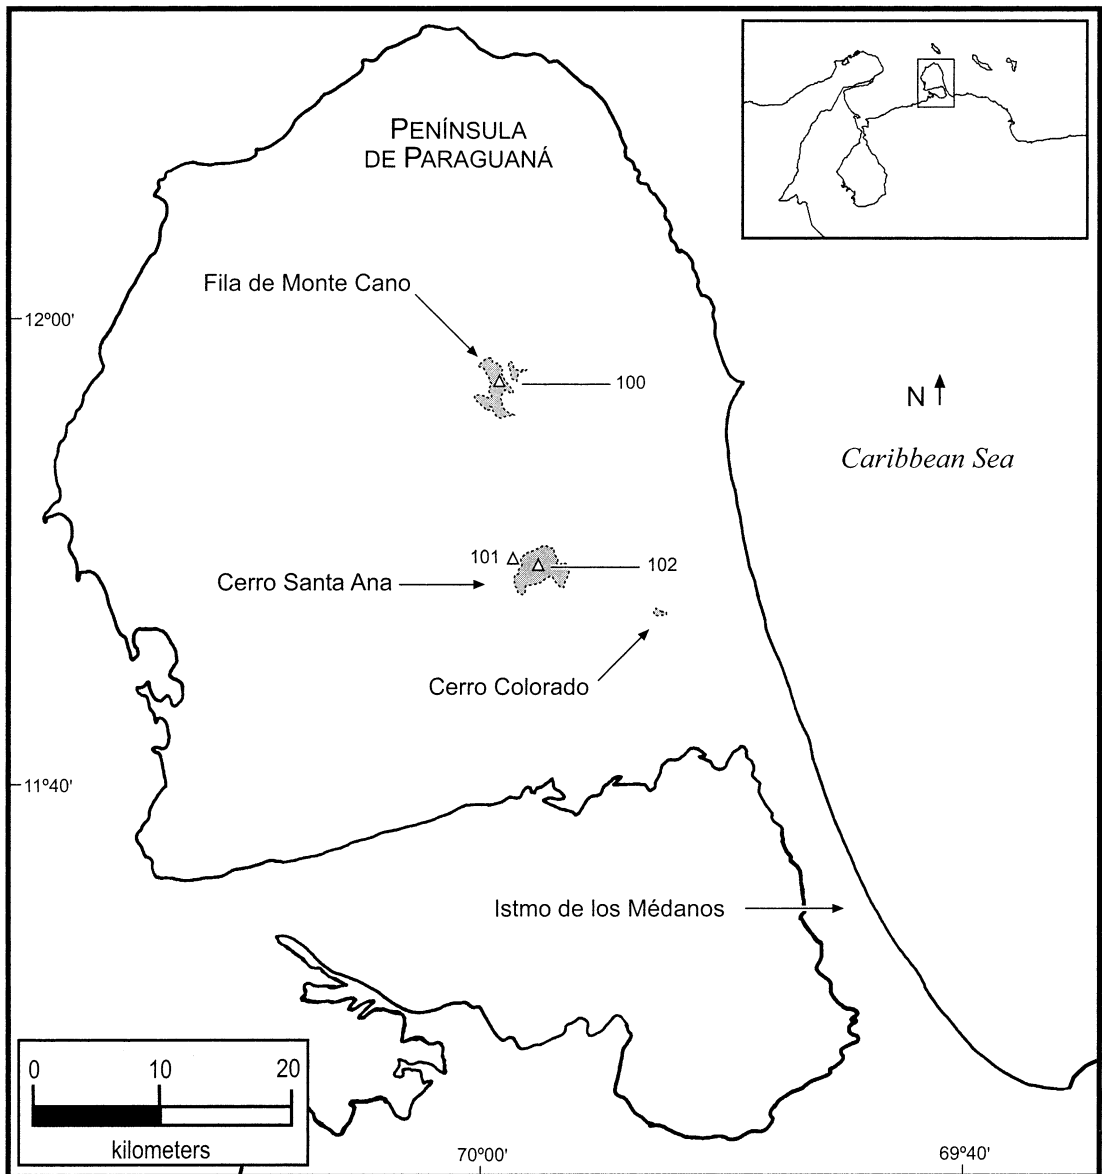 PENÍNSULA
DE PARAGUANÁ
Fila de Monte Cano
12º00'
100
N
Caribbean Sea
101
102
Cerro Santa Ana
Cerro Colorado
11º40'
Istmo de los Médanos
0 10 20
kilometers
70º00'
69º40'